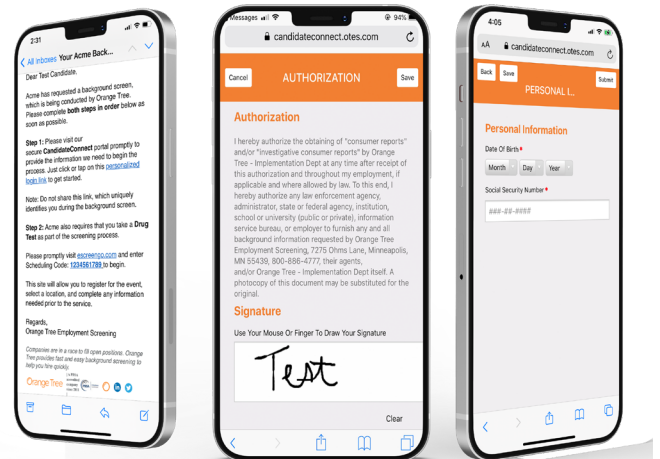 2:31
All Inboxes Your Acme Back...
Dear Test Candidate,
Acme has requested a background screen,
which is being conducted by Orange Tree.
Please complete both steps in order below as
soon as possible.
Step 1: Please visit our
secure CandidateConnect portal promptly to
provide the information we need to begin the
process. Just click or tap on this personalized
login link to get started.
Note: Do not share this link, which uniquely
identifies you during the background screen.
Step 2: Acme also requires that you take a Drug
Test as part of the screening process.
Please promptly visit escreengo.com and enter
Scheduling Code: 1234561789 to begin.
This site will allow you to register for the event,
select a location, and complete any information
needed prior to the service.
Regards,
Orange Tree Employment Screening
Companies are in a race to fill open positions. Orange
Tree provides fast and easy background screening to
help you hire quickly.
Orange Tree
Messages 94%
candidateconnect.otes.com
Cancel AUTHORIZATION Save
Authorization
I hereby authorize the obtaining of "consumer reports"
and/or "investigative consumer reports" by Orange
Tree - Implementation Dept at any time after receipt of
this authorization and throughout my employment, if
applicable and where allowed by law. To this end, I
hereby authorize any law enforcement agency,
administrator, state or federal agency, institution,
school or university (public or private), information
service bureau, or employer to furnish any and all
background information requested by Orange Tree
Employment Screening, 7275 Ohms Lane, Minneapolis,
MN 55439, 800-886-4777, their agents,
and/or Orange Tree - Implementation Dept itself. A
photocopy of this document may be substituted for the
original.
Signature
Use Your Mouse Or Finger To Draw Your Signature
Test
Clear
4:05
AA candidateconnect.otes.com
Back Save Submit
PERSONAL I...
Personal Information
Date Of Birth *
Month Day Year
Social Security Number *
###-##-####